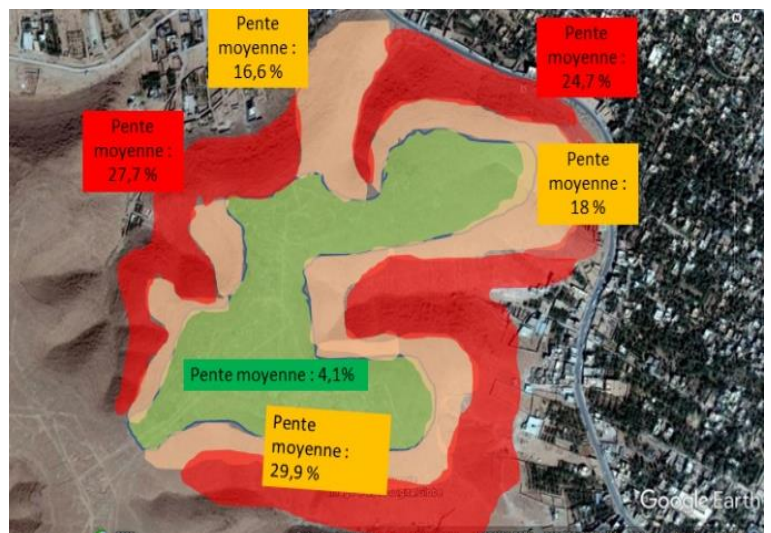 Pente
moyenne :
16,6 %
Pente
moyenne :
24,7 %
Pente
moyenne :
27,7 %
Pente
moyenne :
18 %
Pente moyenne : 4,1%
Pente
moyenne :
29,9 %
Google Earth
N